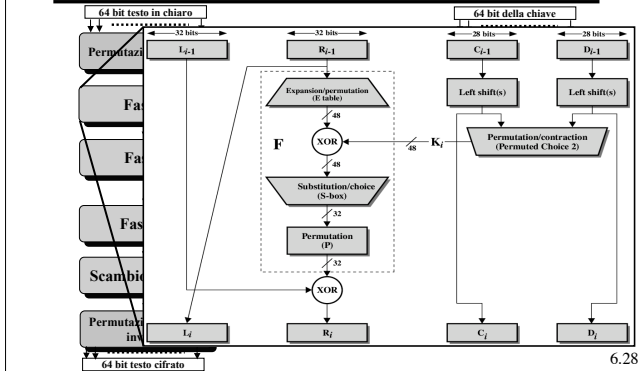 64 bit testo in chiaro
64 bit della chiave
32 bits
32 bits
28 bits
28 bits
Permutazi
Li-1
Ri-1
Ci-1
Di-1
Expansion/permutation
(E table)
Left shift(s)
Left shift(s)
Fas
48
F
XOR
48
Ki
Permutation/contraction
(Permuted Choice 2)
Fas
48
Substitution/choice
(S-box)
32
Fas
Permutation
(P)
32
Scambi
XOR
Permutazi
inv
Li
Ri
Ci
Di
64 bit testo cifrato
6.28